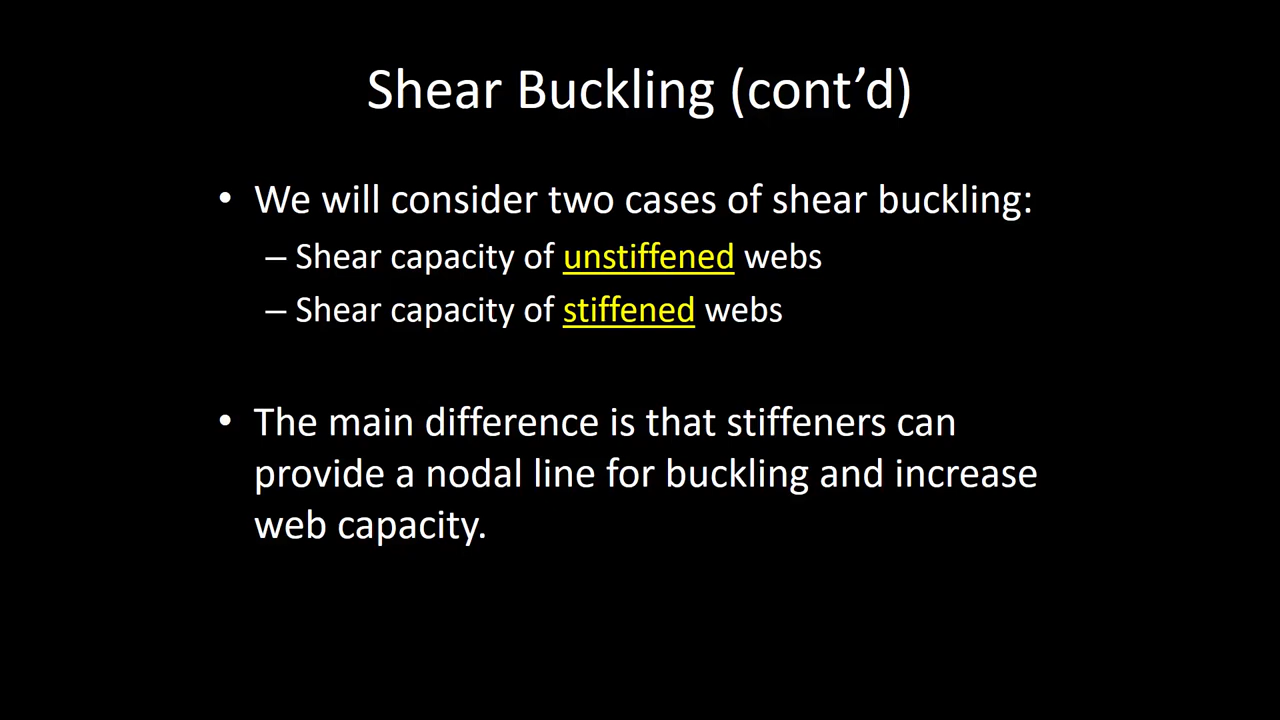 Shear Buckling (cont’d)
• We will consider two cases of shear buckling:
– Shear capacity of unstiffened webs
– Shear capacity of stiffened webs
• The main difference is that stiffeners can
provide a nodal line for buckling and increase
web capacity.